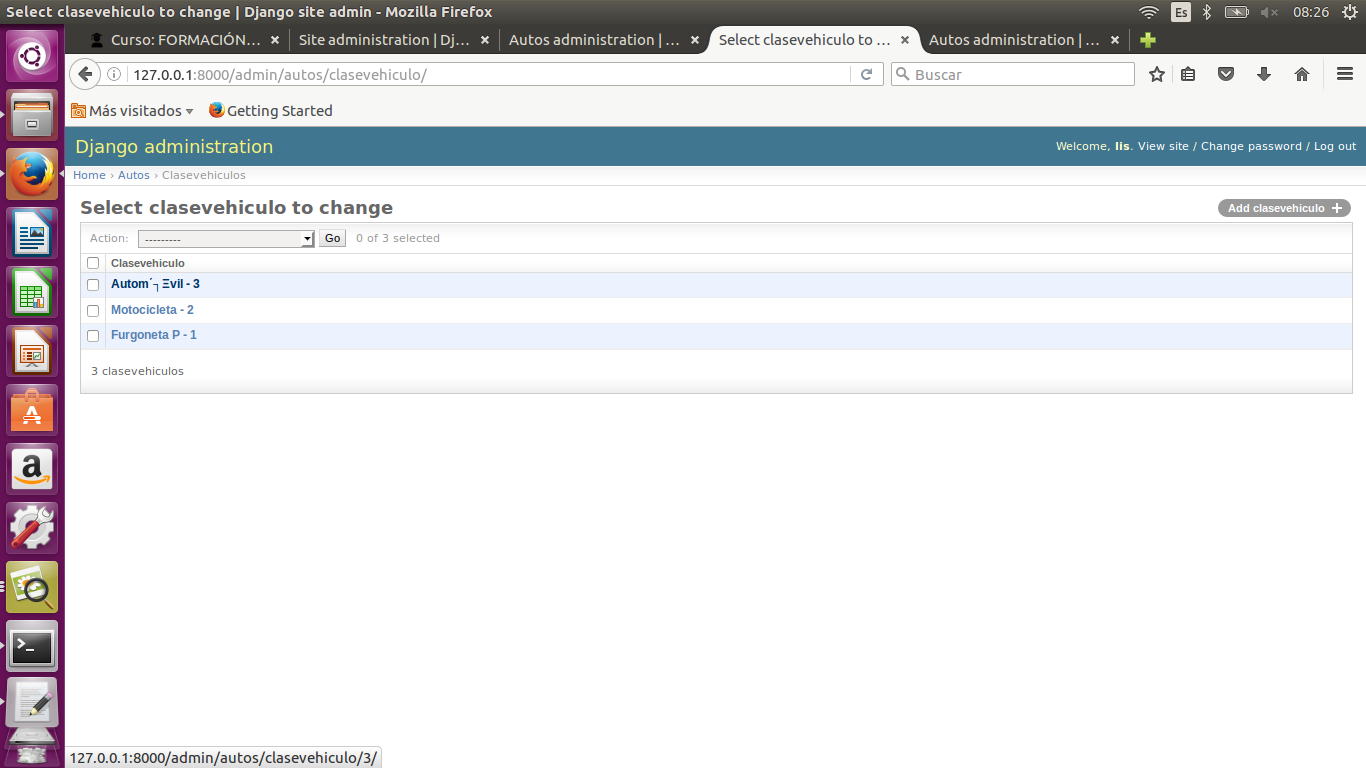 Select clasevehiculo to change | Django site admin - Mozilla Firefox
Es
08:26
Curso: FORMACIÓN...
Site administration | Dj...
Autos administration | ...
Select clasevehiculo to ...
Autos administration | ...
127.0.0.1:8000/admin/autos/clasevehiculo/
Buscar
Más visitados
Getting Started
Django administration
Welcome, lis. View site / Change password / Log out
Home › Autos › Clasevehiculos
Select clasevehiculo to change
Add clasevehiculo +
Action:
---------
Go
0 of 3 selected
Clasevehiculo
Autom´┐Ξvil - 3
Motocicleta - 2
Furgoneta P - 1
3 clasevehiculos
127.0.0.1:8000/admin/autos/clasevehiculo/3/